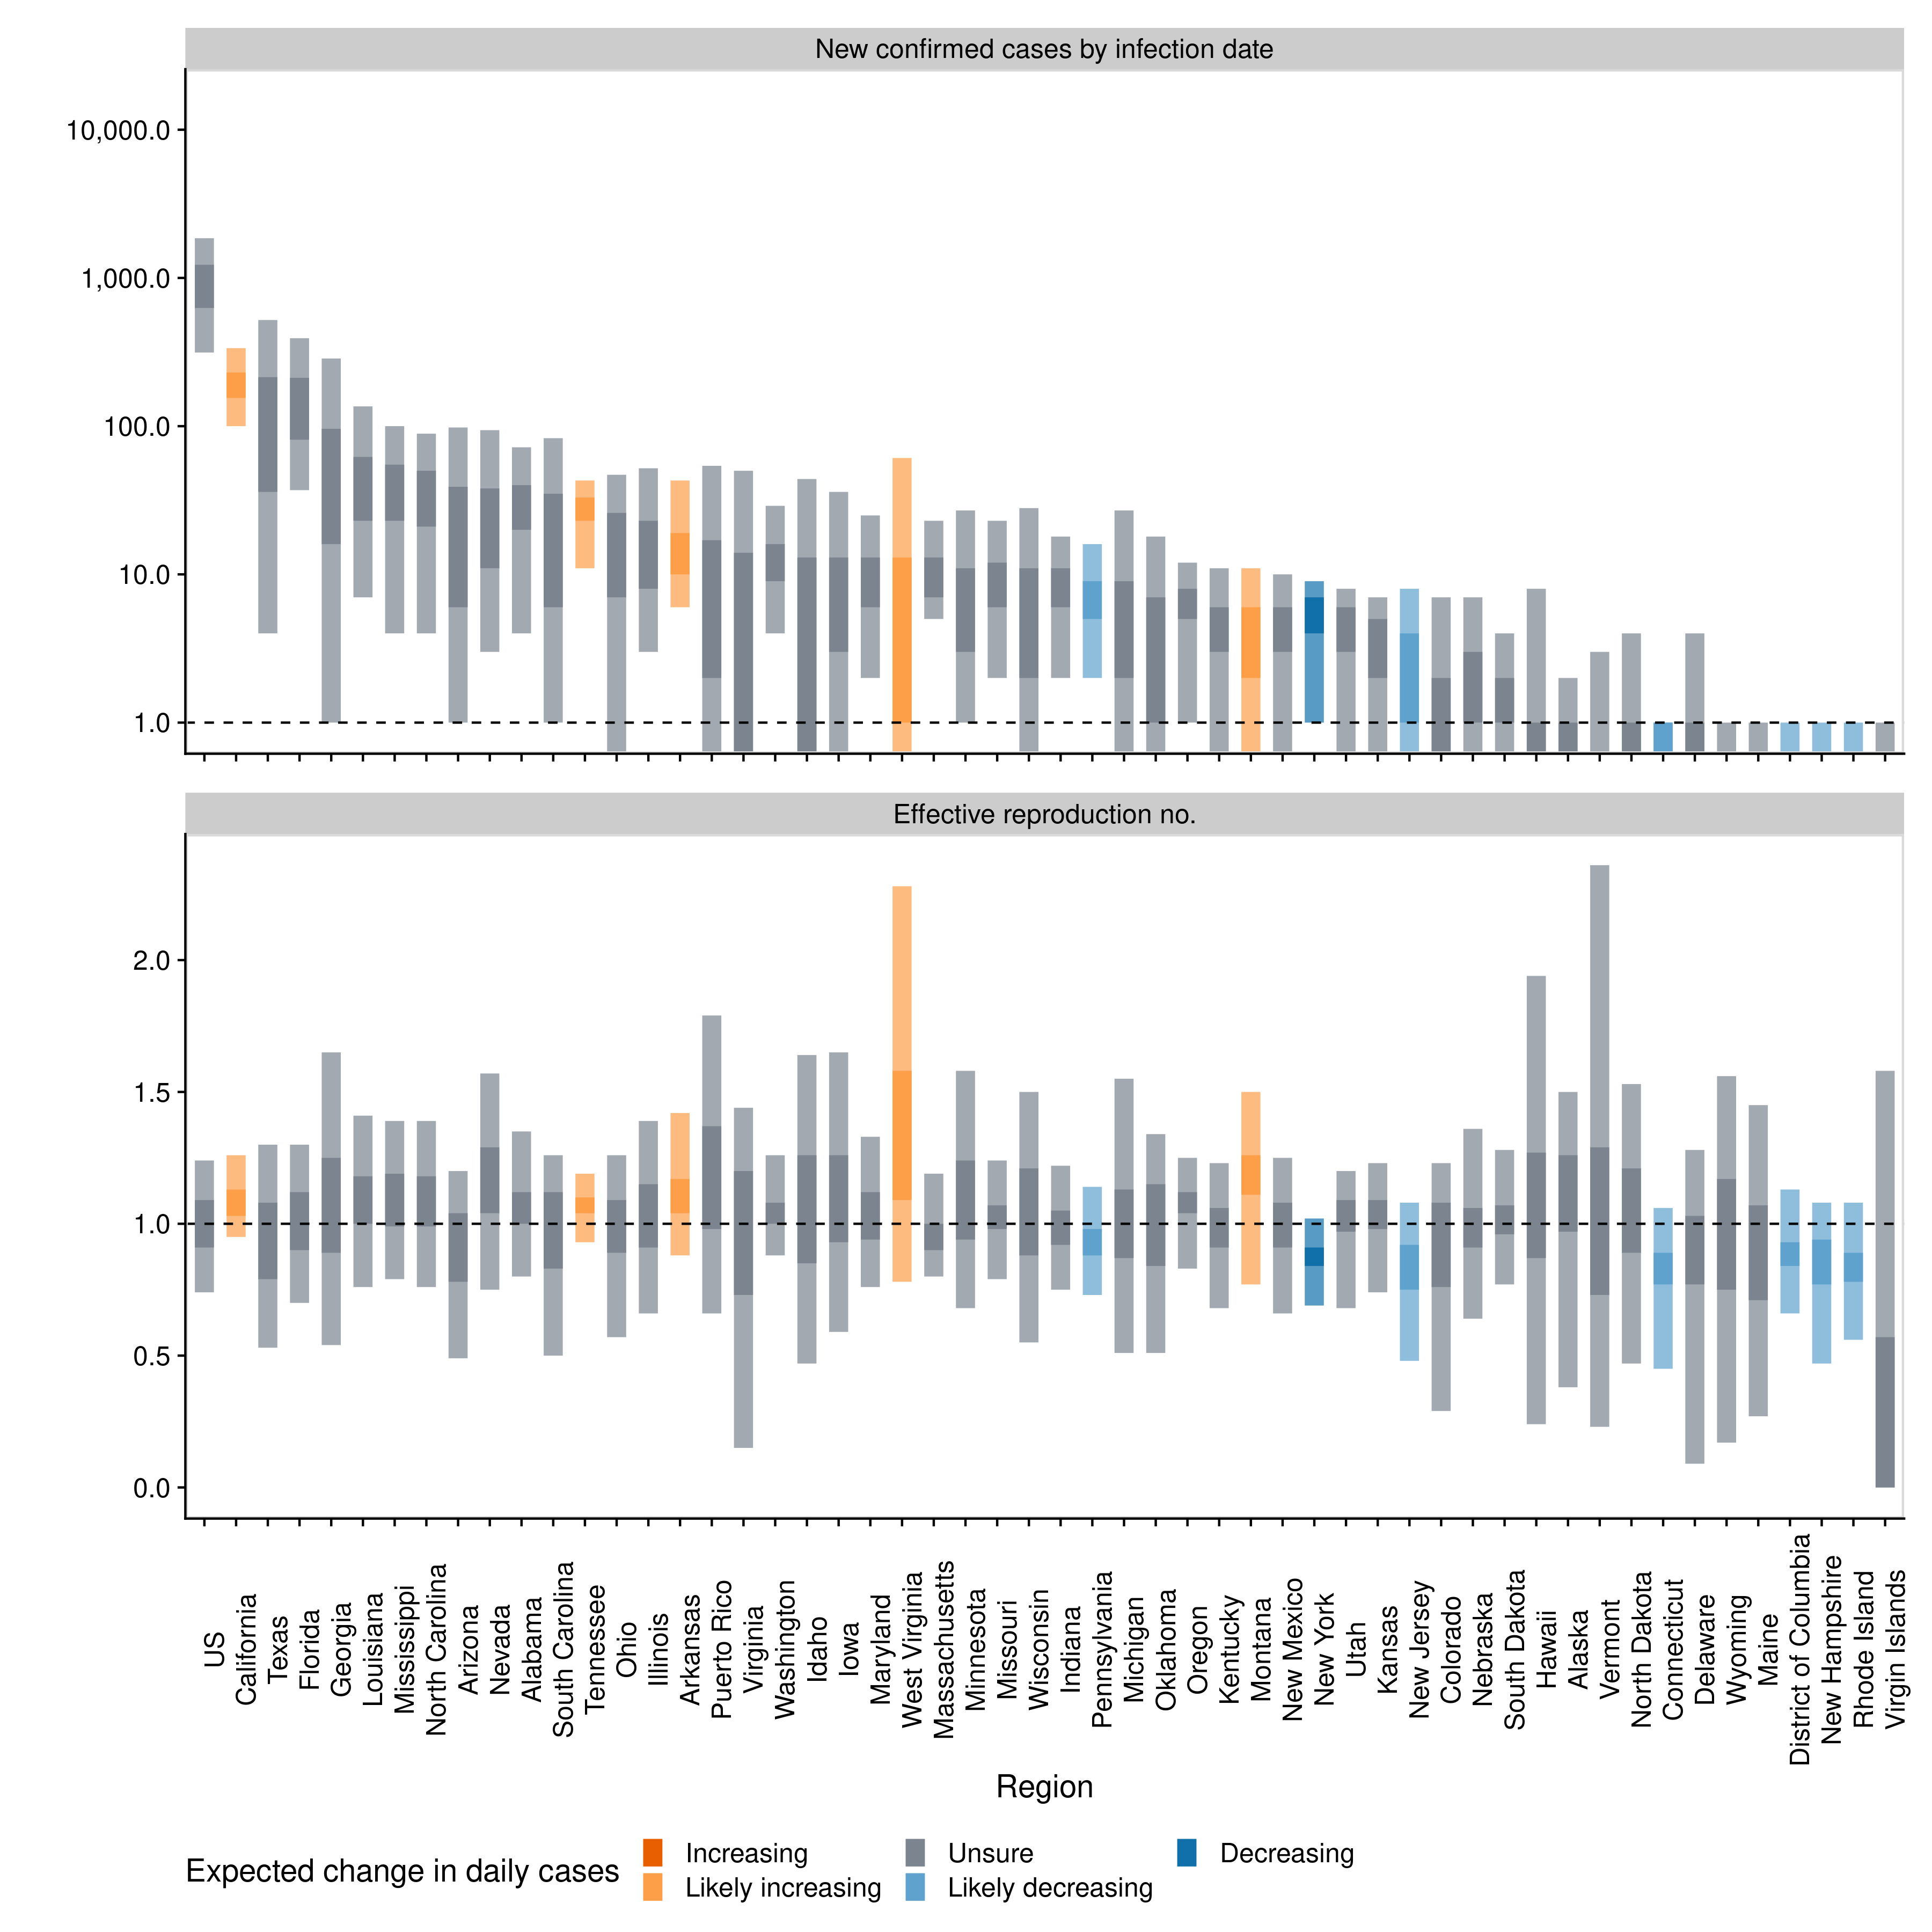 New confirmed cases by infection date
10,000.0
1,000.0
100.0
10.0
1.0
Effective reproduction no.
2.0
1.5
1.0
0.5
0.0
US
California
Texas
Florida
Georgia
Louisiana
Mississippi
North Carolina
Arizona
Nevada
Alabama
South Carolina
Tennessee
Ohio
Illinois
Arkansas
Puerto Rico
Virginia
Washington
Idaho
Iowa
Maryland
West Virginia
Massachusetts
Minnesota
Missouri
Wisconsin
Indiana
Pennsylvania
Michigan
Oklahoma
Oregon
Kentucky
Montana
New Mexico
New York
Utah
Kansas
New Jersey
Colorado
Nebraska
South Dakota
Hawaii
Alaska
Vermont
North Dakota
Connecticut
Delaware
Wyoming
Maine
District of Columbia
New Hampshire
Rhode Island
Virgin Islands
Region
Expected change in daily cases
Increasing
Likely increasing
Unsure
Likely decreasing
Decreasing